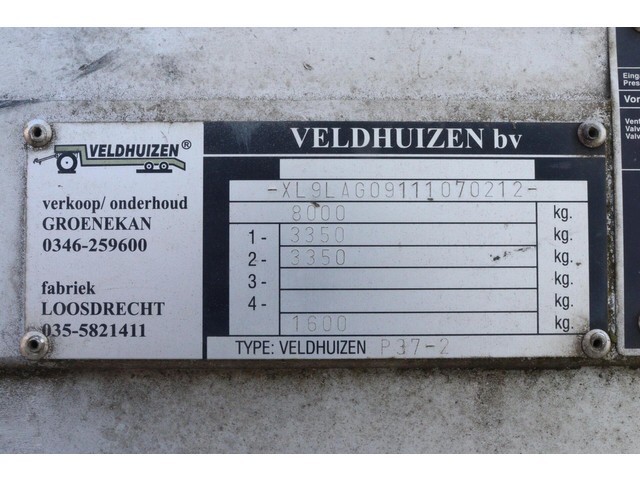 VELDHUIZEN®
verkoop/ onderhoud
GROENEKAN
0346-259600
fabriek
LOOSDRECHT
035-5821411
VELDHUIZEN bv
-XL9LAG09111070212-
8000 kg.
1- 3350 kg.
2- 3350 kg.
3- kg.
4- kg.
1600 kg.
TYPE: VELDHUIZEN P37-2